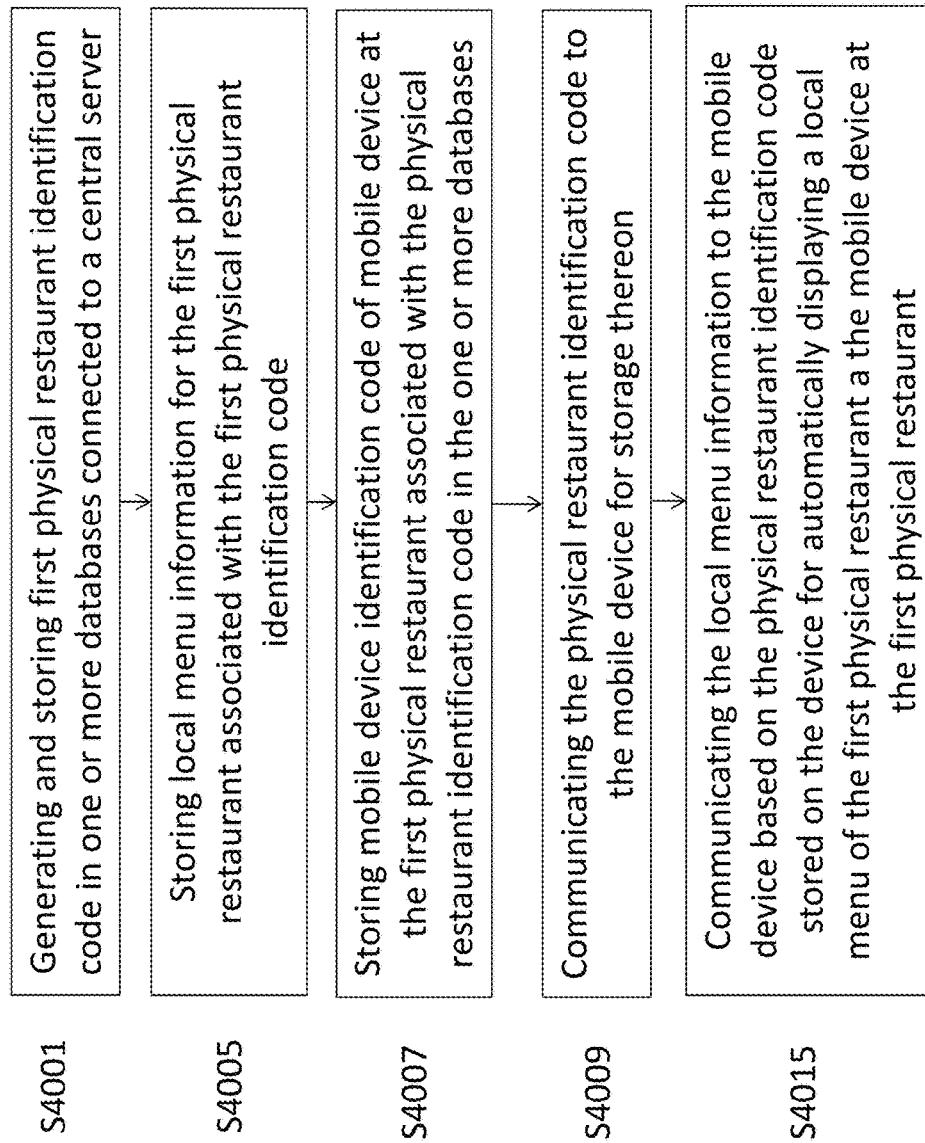 S4001
Generating and storing first physical restaurant identification
code in one or more databases connected to a central server
S4005
Storing local menu information for the first physical
restaurant associated with the first physical restaurant
identification code
S4007
Storing mobile device identification code of mobile device at
the first physical restaurant associated with the physical
restaurant identification code in the one or more databases
S4009
Communicating the physical restaurant identification code to
the mobile device for storage thereon
S4015
Communicating the local menu information to the mobile
device based on the physical restaurant identification code
stored on the device for automatically displaying a local
menu of the first physical restaurant a the mobile device at
the first physical restaurant